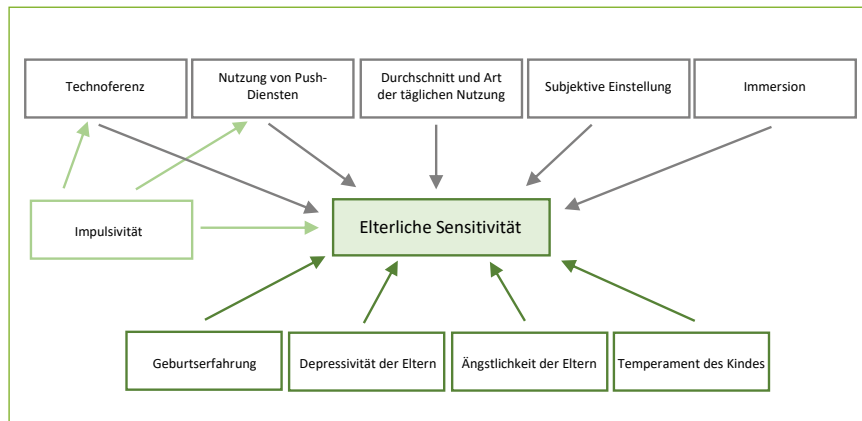 Technoferenz
Nutzung von Push-
Diensten
Durchschnitt und Art
der täglichen Nutzung
Subjektive Einstellung
Immersion
Impulsivität
Elterliche Sensitivität
Geburtserfahrung
Depressivität der Eltern
Ängstlichkeit der Eltern
Temperament des Kindes